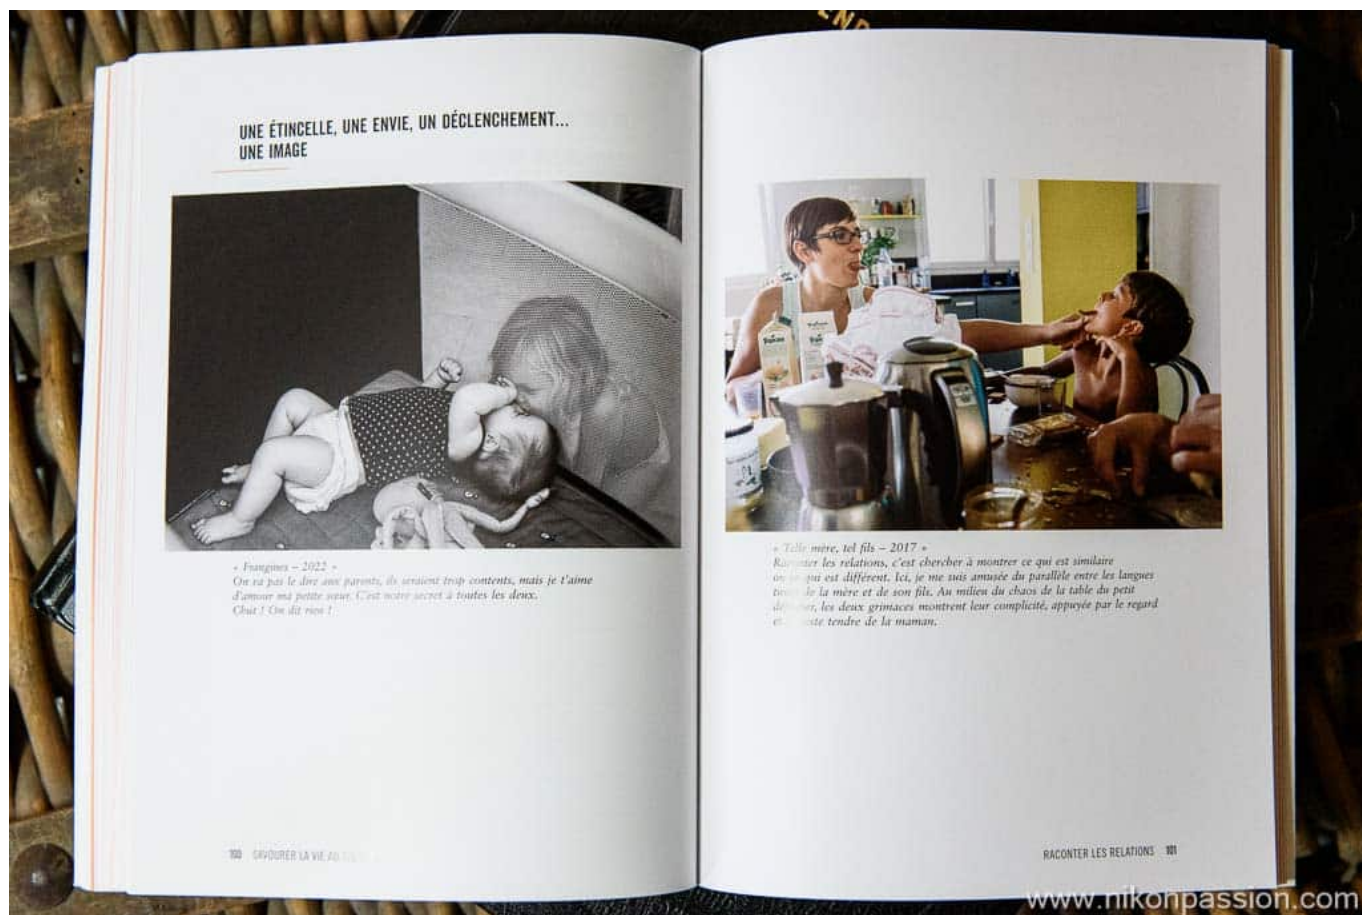 END
UNE ÉTINCELLE, UNE ENVIE, UN DÉCLENCHEMENT...
UNE IMAGE
« Frangines – 2022 »
On va pas le dire aux parents, ils seraient trop contents, mais je t'aime
d'amour ma petite sœur. C'est notre secret à toutes les deux.
Chut ! On dit rien !
100 SAVOURER LA VIE AU
« Telle mère, tel fils – 2017 »
Raconter les relations, c'est chercher à montrer ce qui est similaire
ou ce qui est différent. Ici, je me suis amusé du parallèle entre les langues
de la mère et de son fils. Au milieu du chaos de la table du petit
déjeuner, les deux grimaces montrent leur complicité, appuyée par le regard
et geste tendre de la maman.
RACONTER LES RELATIONS 101
www.nikonpassion.com